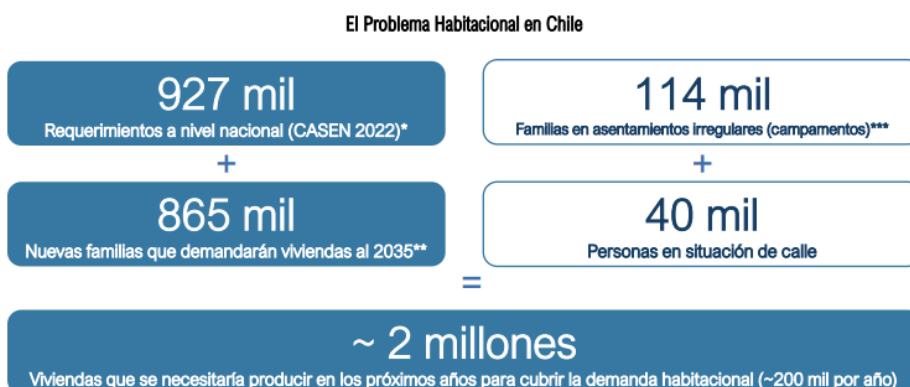 El Problema Habitacional en Chile
927 mil
Requerimientos a nivel nacional (CASEN 2022)*
+
865 mil
Nuevas familias que demandarán viviendas al 2035**
114 mil
Familias en asentamientos irregulares (campamentos)***
+
40 mil
Personas en situación de calle
=
~ 2 millones
Viviendas que se necesitaría producir en los próximos años para cubrir la demanda habitacional (~200 mil por año)